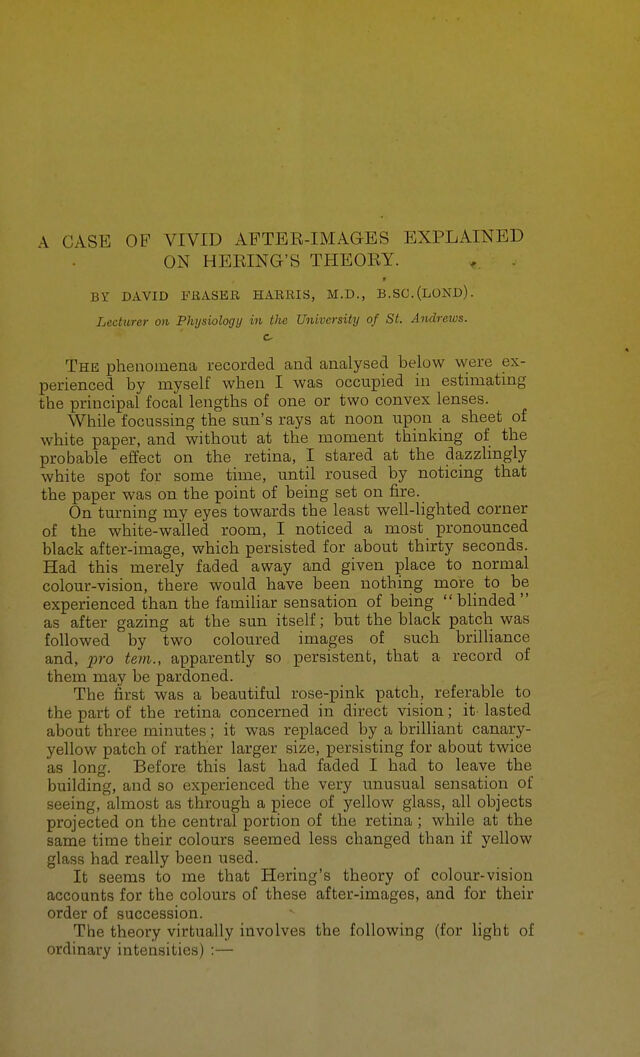 A CASE OF VIVID AFTER-IMAGES EXPLAINED
ON HERING'S THEORY.
BY DAVID FRASER HARRIS, M.D., B.SC.(LOND).
Lecturer on Physiology in the University of St. Andrews.
THE phenomena recorded and analysed below were ex-
perienced by myself when I was occupied in estimating
the principal focal lengths of one or two convex lenses.
While focussing the sun's rays at noon upon a sheet of
white paper, and without at the moment thinking of the
probable effect on the retina, I stared at the dazzlingly
white spot for some time, until roused by noticing that
the paper was on the point of being set on fire.
On turning my eyes towards the least well-lighted corner
of the white-walled room, I noticed a most pronounced
black after-image, which persisted for about thirty seconds.
Had this merely faded away and given place to normal
colour-vision, there would have been nothing more to be
experienced than the familiar sensation of being "blinded"
as after gazing at the sun itself; but the black patch was
followed by two coloured images of such brilliance
and, pro tem., apparently so persistent, that a record of
them may be pardoned.
The first was a beautiful rose-pink patch, referable to
the part of the retina concerned in direct vision; it lasted
about three minutes; it was replaced by a brilliant canary-
yellow patch of rather larger size, persisting for about twice
as long. Before this last had faded I had to leave the
building, and so experienced the very unusual sensation of
seeing, almost as through a piece of yellow glass, all objects
projected on the central portion of the retina; while at the
same time their colours seemed less changed than if yellow
glass had really been used.
It seems to me that Hering's theory of colour-vision
accounts for the colours of these after-images, and for their
order of succession.
The theory virtually involves the following (for light of
ordinary intensities) :—